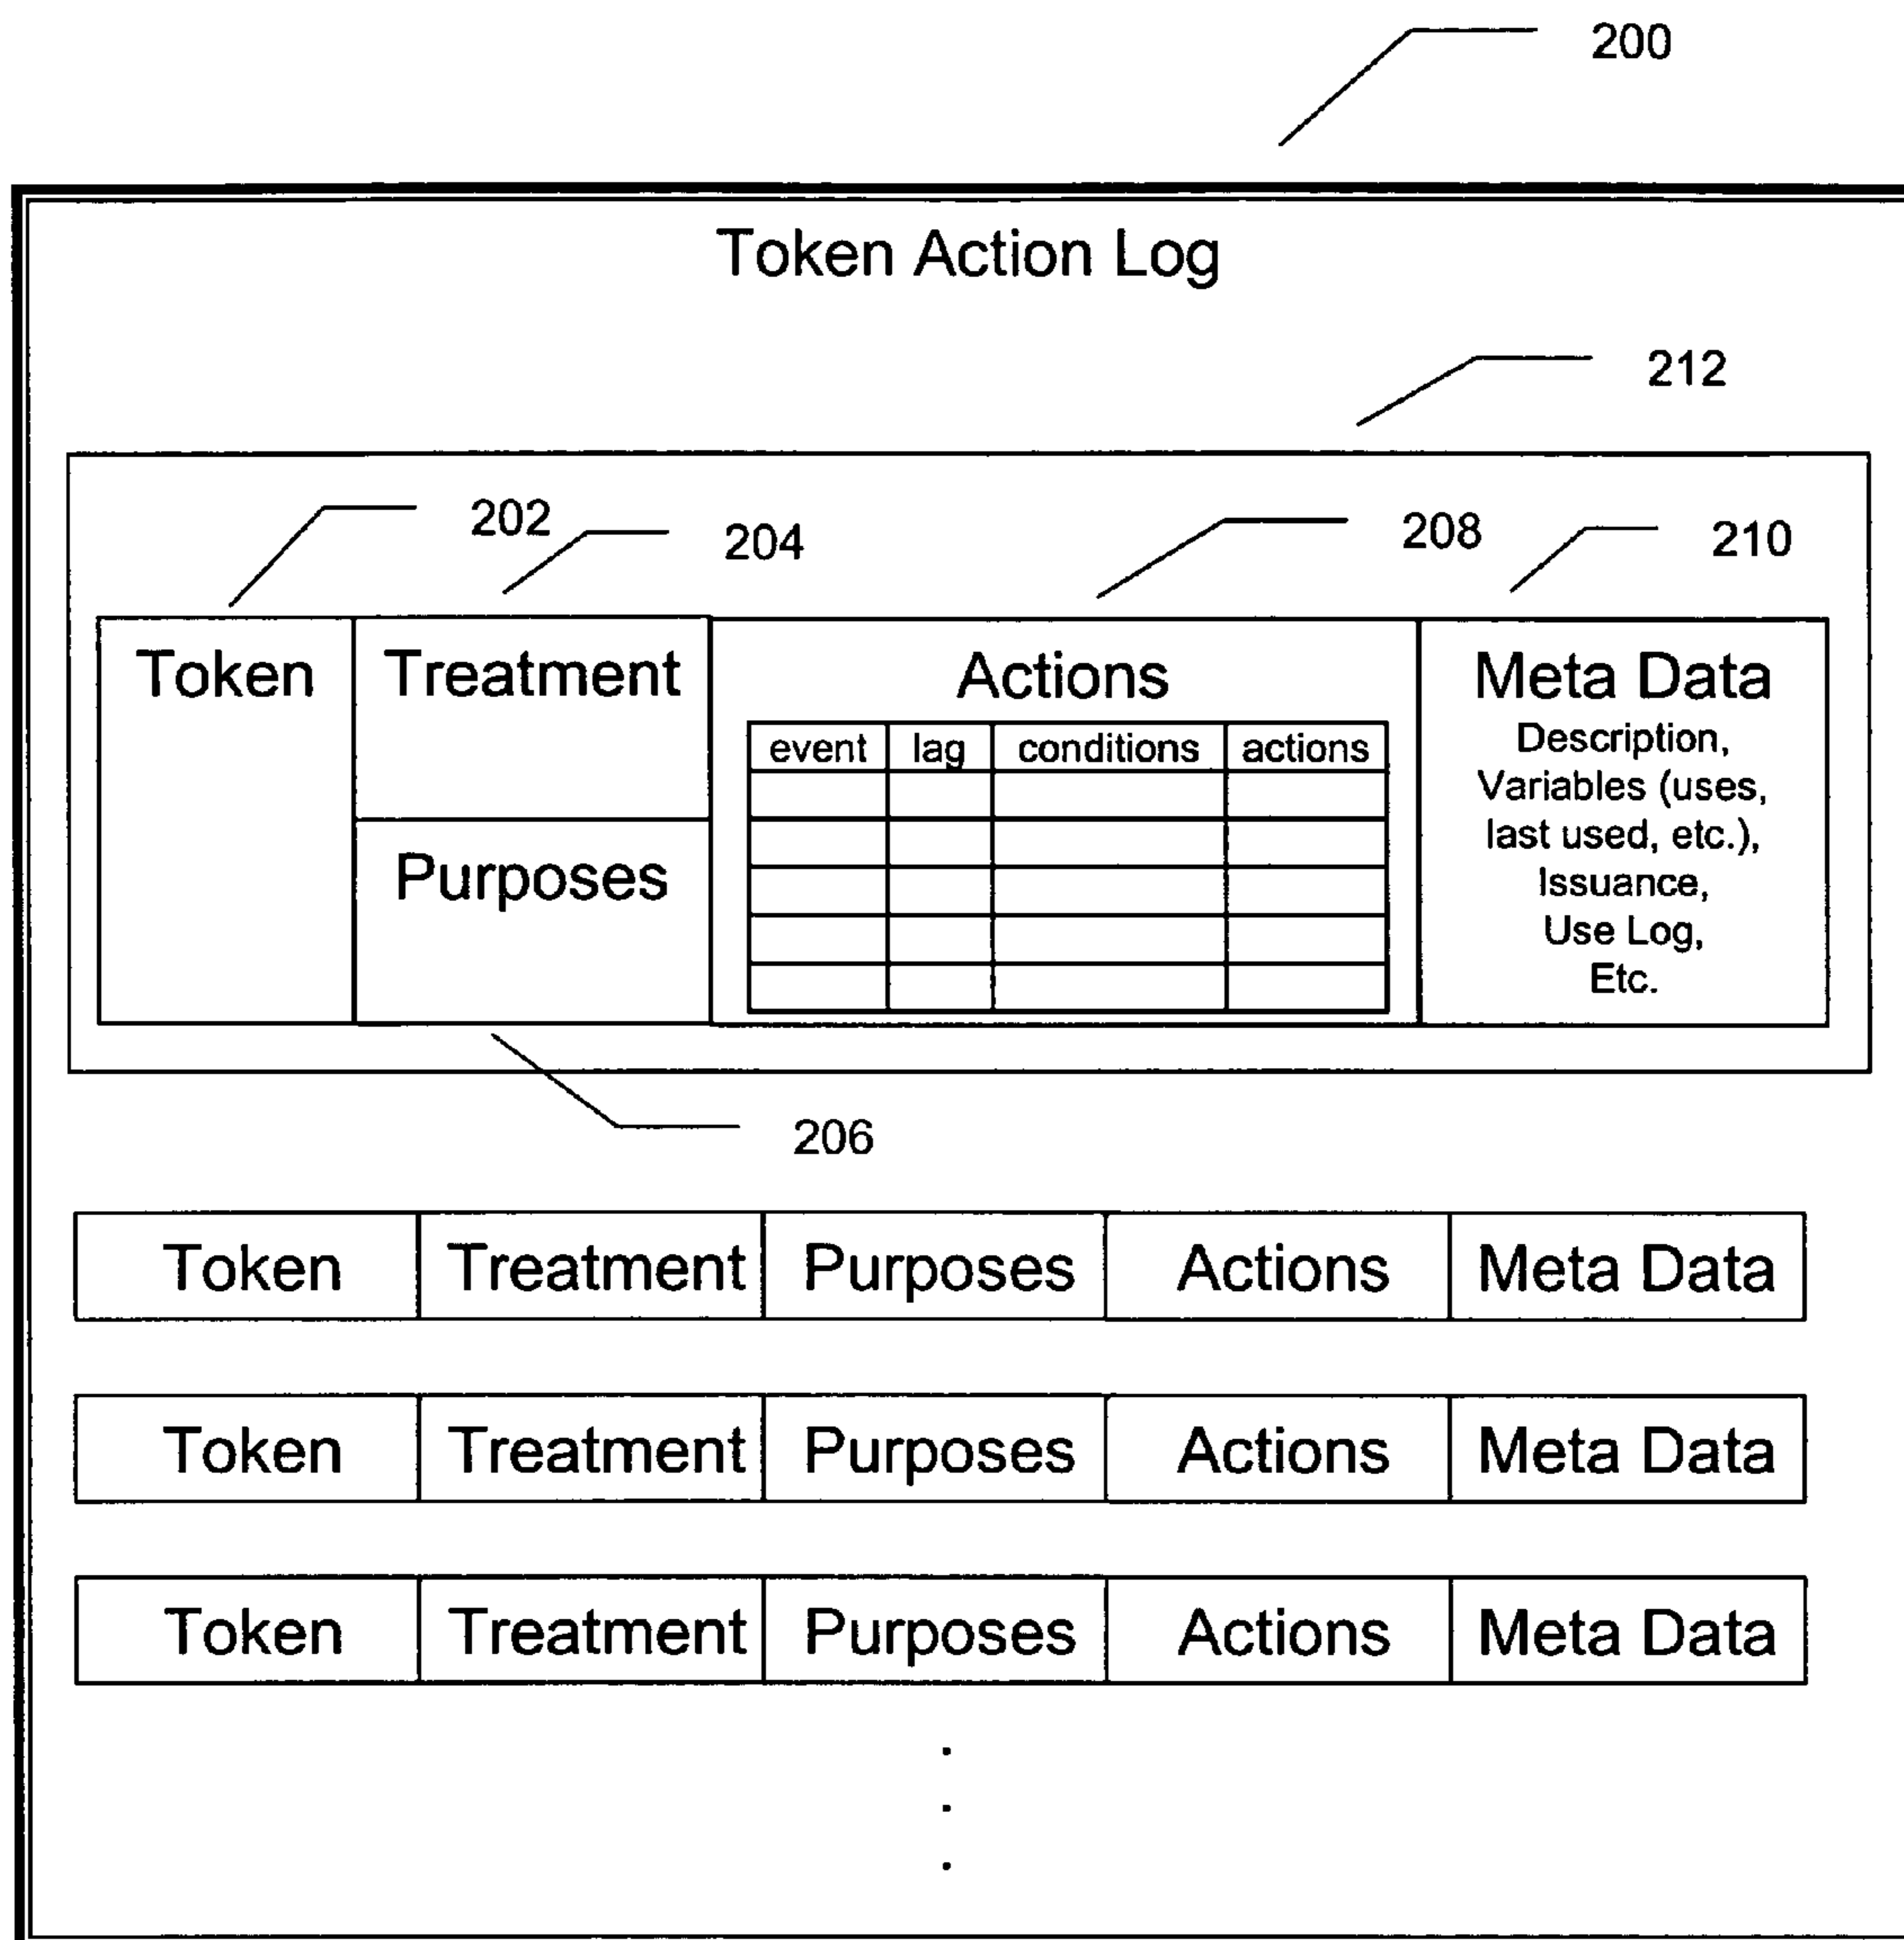 200
Token Action Log
212
202
204
208
210
Token
Treatment
Purposes
Actions
event lag conditions actions
Meta Data
Description,
Variables (uses,
last used, etc.),
Issuance,
Use Log,
Etc.
206
Token Treatment Purposes Actions Meta Data
Token Treatment Purposes Actions Meta Data
Token Treatment Purposes Actions Meta Data
.
.
.